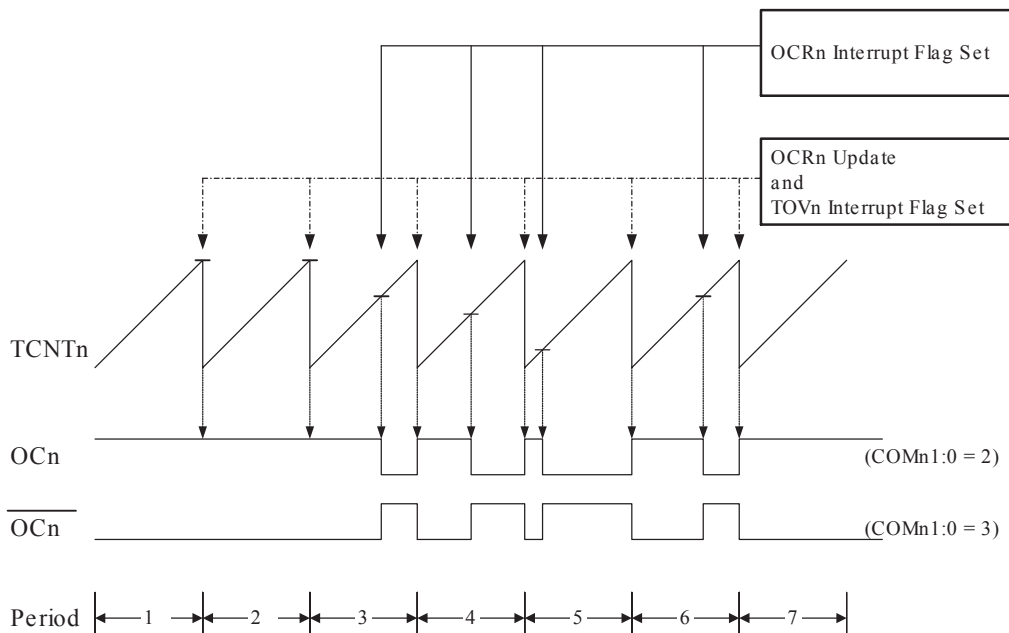 OCRn Interrupt Flag Set
OCRn Update
and
TOVn Interrupt Flag Set
TCNTn
OCn
(COMn1:0 = 2)
OCn
(COMn1:0 = 3)
Period
1
2
3
4
5
6
7